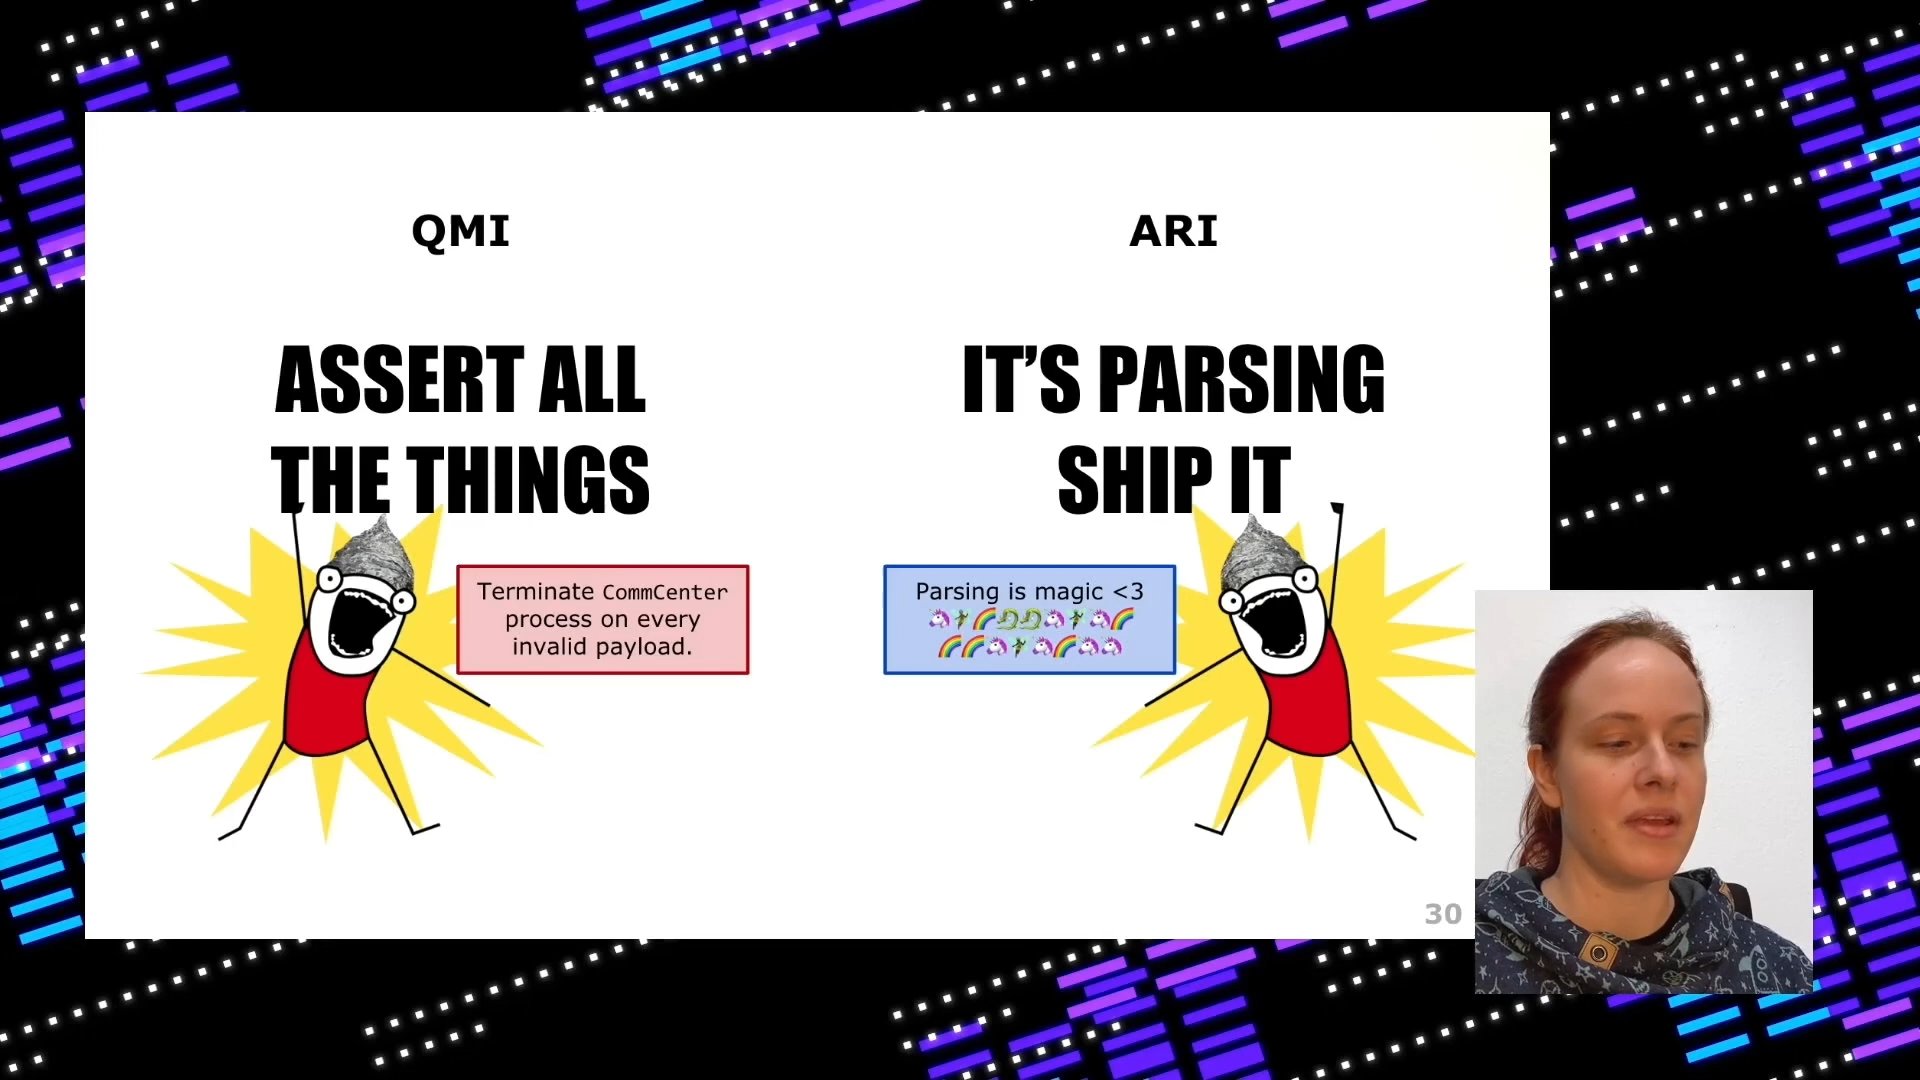 QMI
ASSERT ALL
THE THINGS
Terminate CommCenter
process on every
invalid payload.
ARI
IT’S PARSING
SHIP IT
Parsing is magic <3
🦄🧚🌈🐉🐉🦄🧚🦄🌈
🌈🌈🦄🧚🦄🌈🦄🦄
30